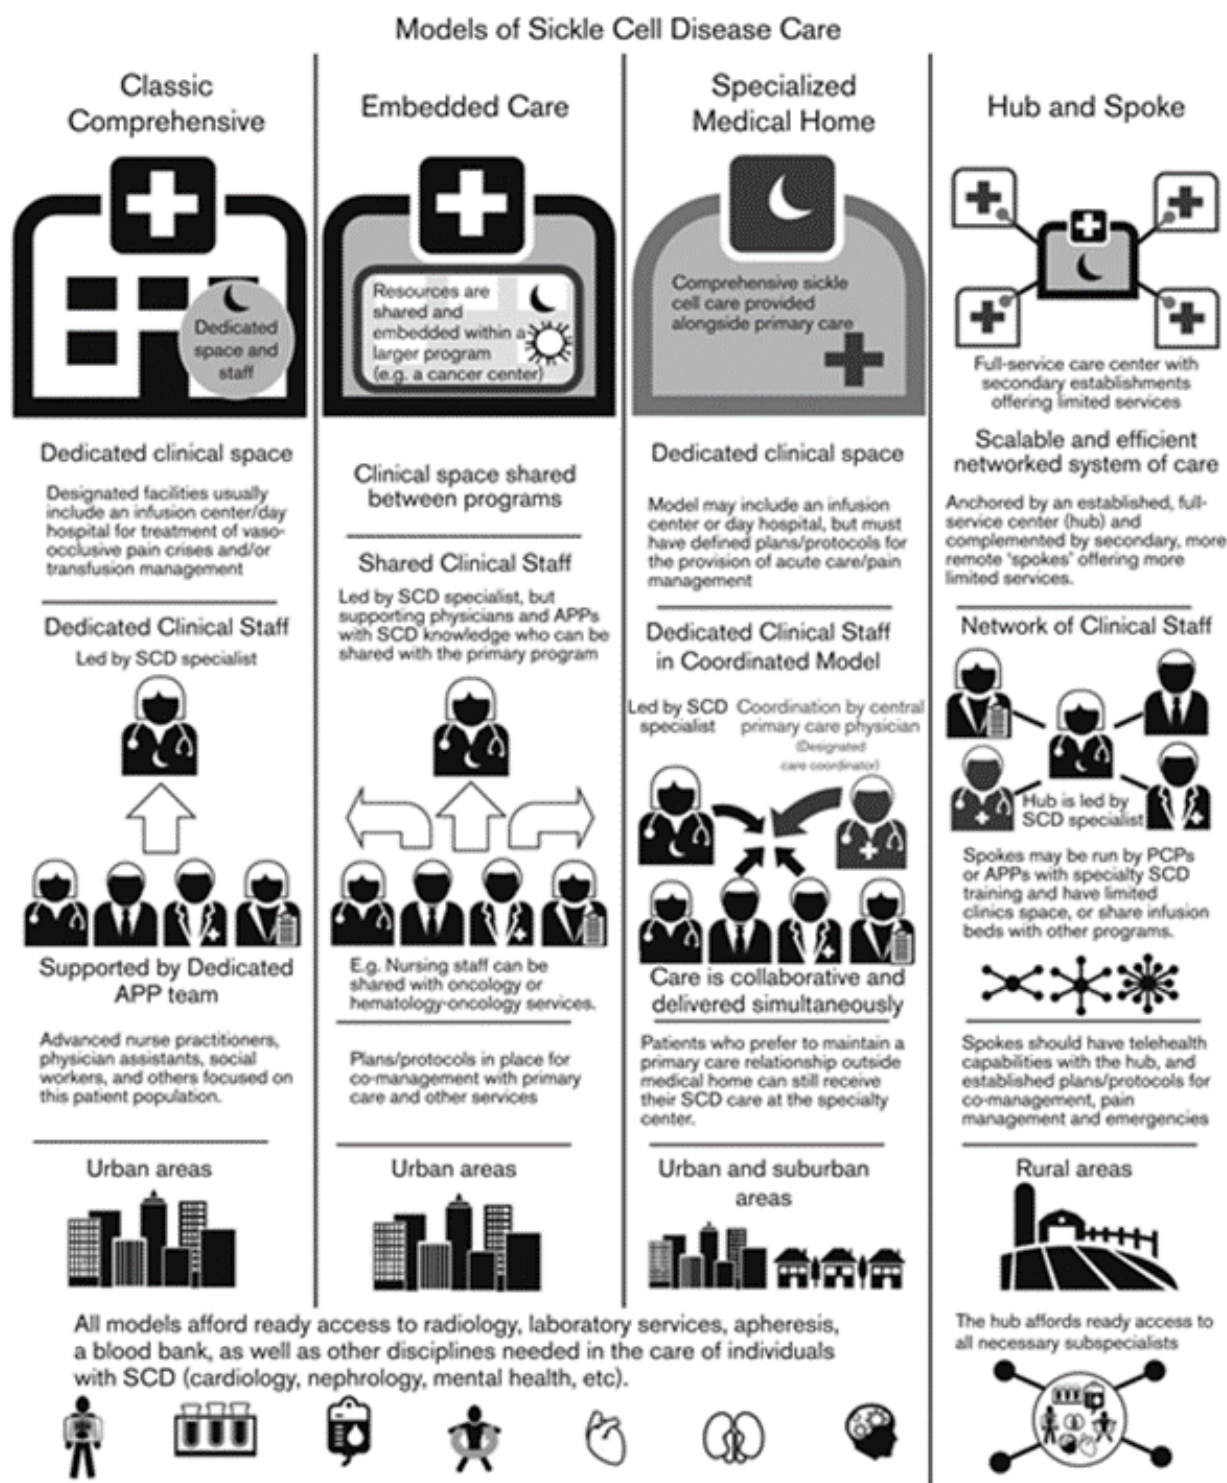 Models of Sickle Cell Disease Care
Classic
Comprehensive
Dedicated
space and
staff
Dedicated clinical space
Designated facilities usually
include an infusion center/day
hospital for treatment of vaso-
occlusive pain crises and/or
transfusion management
Dedicated Clinical Staff
Led by SCD specialist
Supported by Dedicated
APP team
Advanced nurse practitioners,
physician assistants, social
workers, and others focused on
this patient population.
Urban areas
Embedded Care
Resources are
shared and
embedded within a
larger program
(e.g. a cancer center)
Clinical space shared
between programs
Shared Clinical Staff
Led by SCD specialist, but
supporting physicians and APPs
with SCD knowledge who can be
shared with the primary program
E.g. Nursing staff can be
shared with oncology or
hematology-oncology services.
Plans/protocols in place for
co-management with primary
care and other services
Urban areas
Specialized
Medical Home
Comprehensive sickle
cell care provided
alongside primary care
Dedicated clinical space
Model may include an infusion
center or day hospital, but must
have defined plans/protocols for
the provision of acute care/pain
management
Dedicated Clinical Staff
in Coordinated Model
Led by SCD
specialist
Coordination by central
primary care physician
(Designated
care coordinator)
Care is collaborative and
delivered simultaneously
Patients who prefer to maintain a
primary care relationship outside
medical home can still receive
their SCD care at the specialty
center.
Urban and suburban
areas
Hub and Spoke
Full-service care center with
secondary establishments
offering limited services
Scalable and efficient
networked system of care
Anchored by an established, full-
service center (hub) and
complemented by secondary, more
remote 'spokes' offering more
limited services.
Network of Clinical Staff
Hub is led by
SCD specialist
Spokes may be run by PCPs
or APPs with specialty SCD
training and have limited
clinics space, or share infusion
beds with other programs.
Spokes should have telehealth
capabilities with the hub, and
established plans/protocols for
co-management, pain
management and emergencies
Rural areas
The hub affords ready access to
all necessary subspecialists
All models afford ready access to radiology, laboratory services, apheresis,
a blood bank, as well as other disciplines needed in the care of individuals
with SCD (cardiology, nephrology, mental health, etc).